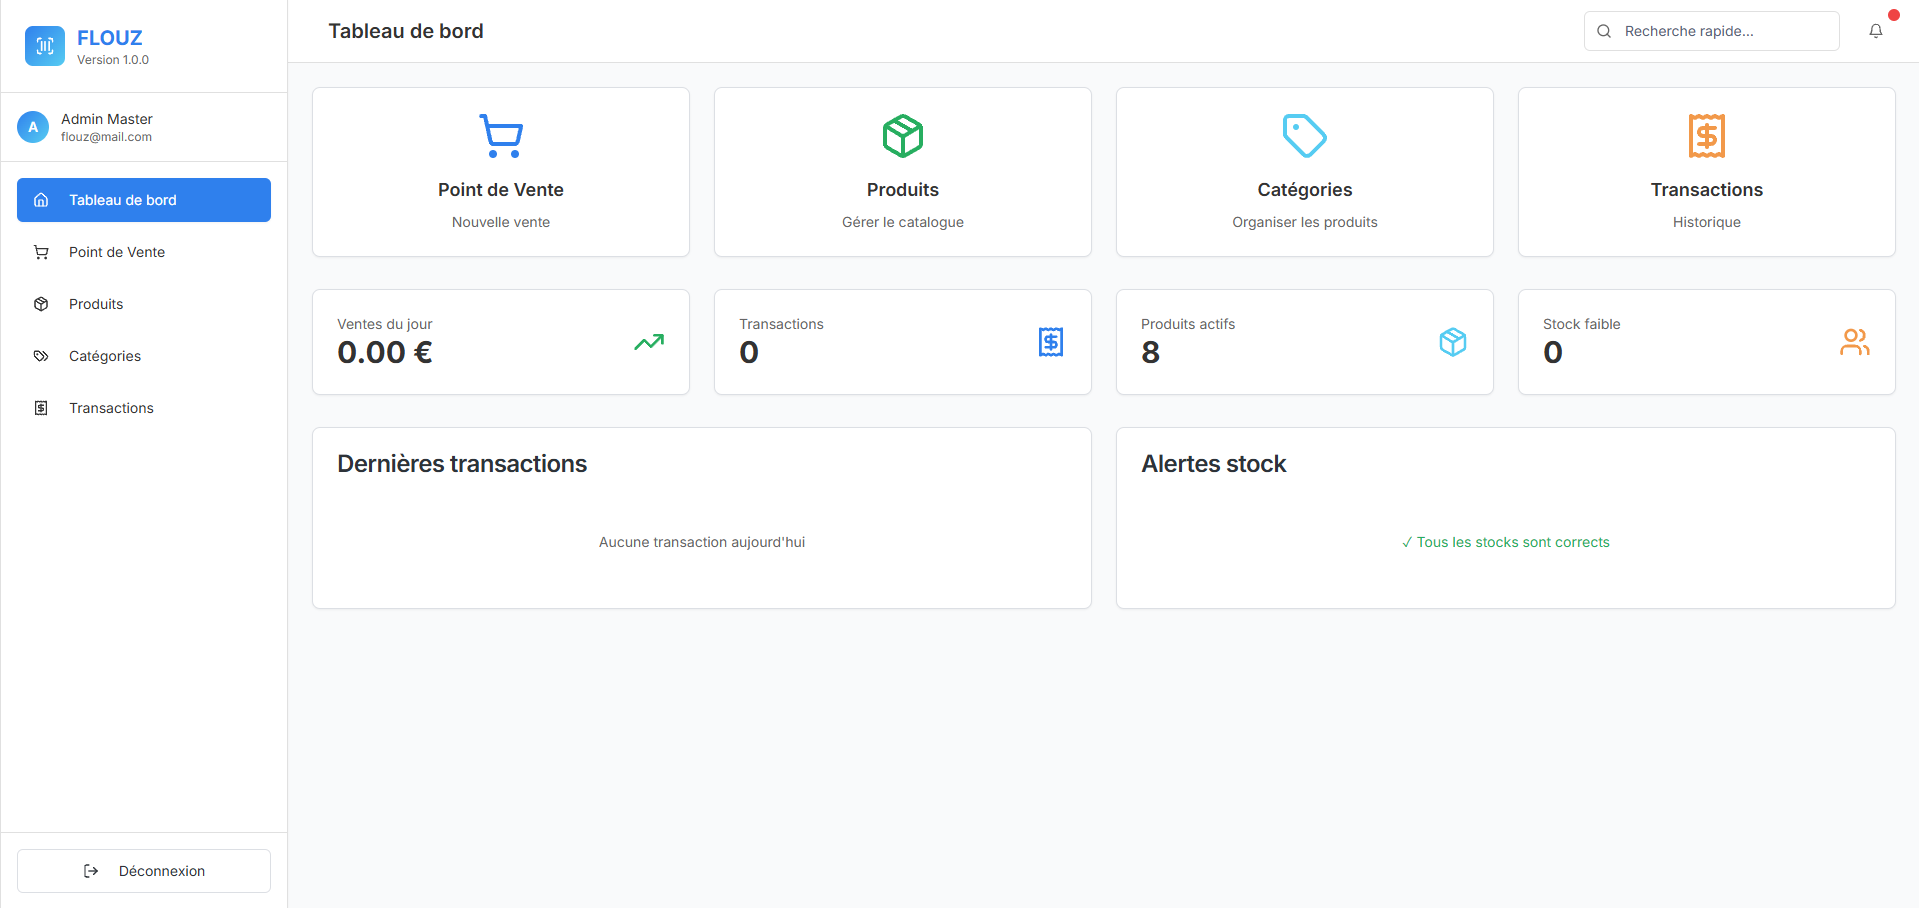 FLOUZ
Version 1.0.0
A
Admin Master
flouz@mail.com
Tableau de bord
Point de Vente
Produits
Catégories
Transactions
Déconnexion
Tableau de bord
Recherche rapide...
Point de Vente
Nouvelle vente
Produits
Gérer le catalogue
Catégories
Organiser les produits
Transactions
Historique
Ventes du jour
0.00 €
Transactions
0
Produits actifs
8
Stock faible
0
Dernières transactions
Aucune transaction aujourd'hui
Alertes stock
✓ Tous les stocks sont corrects